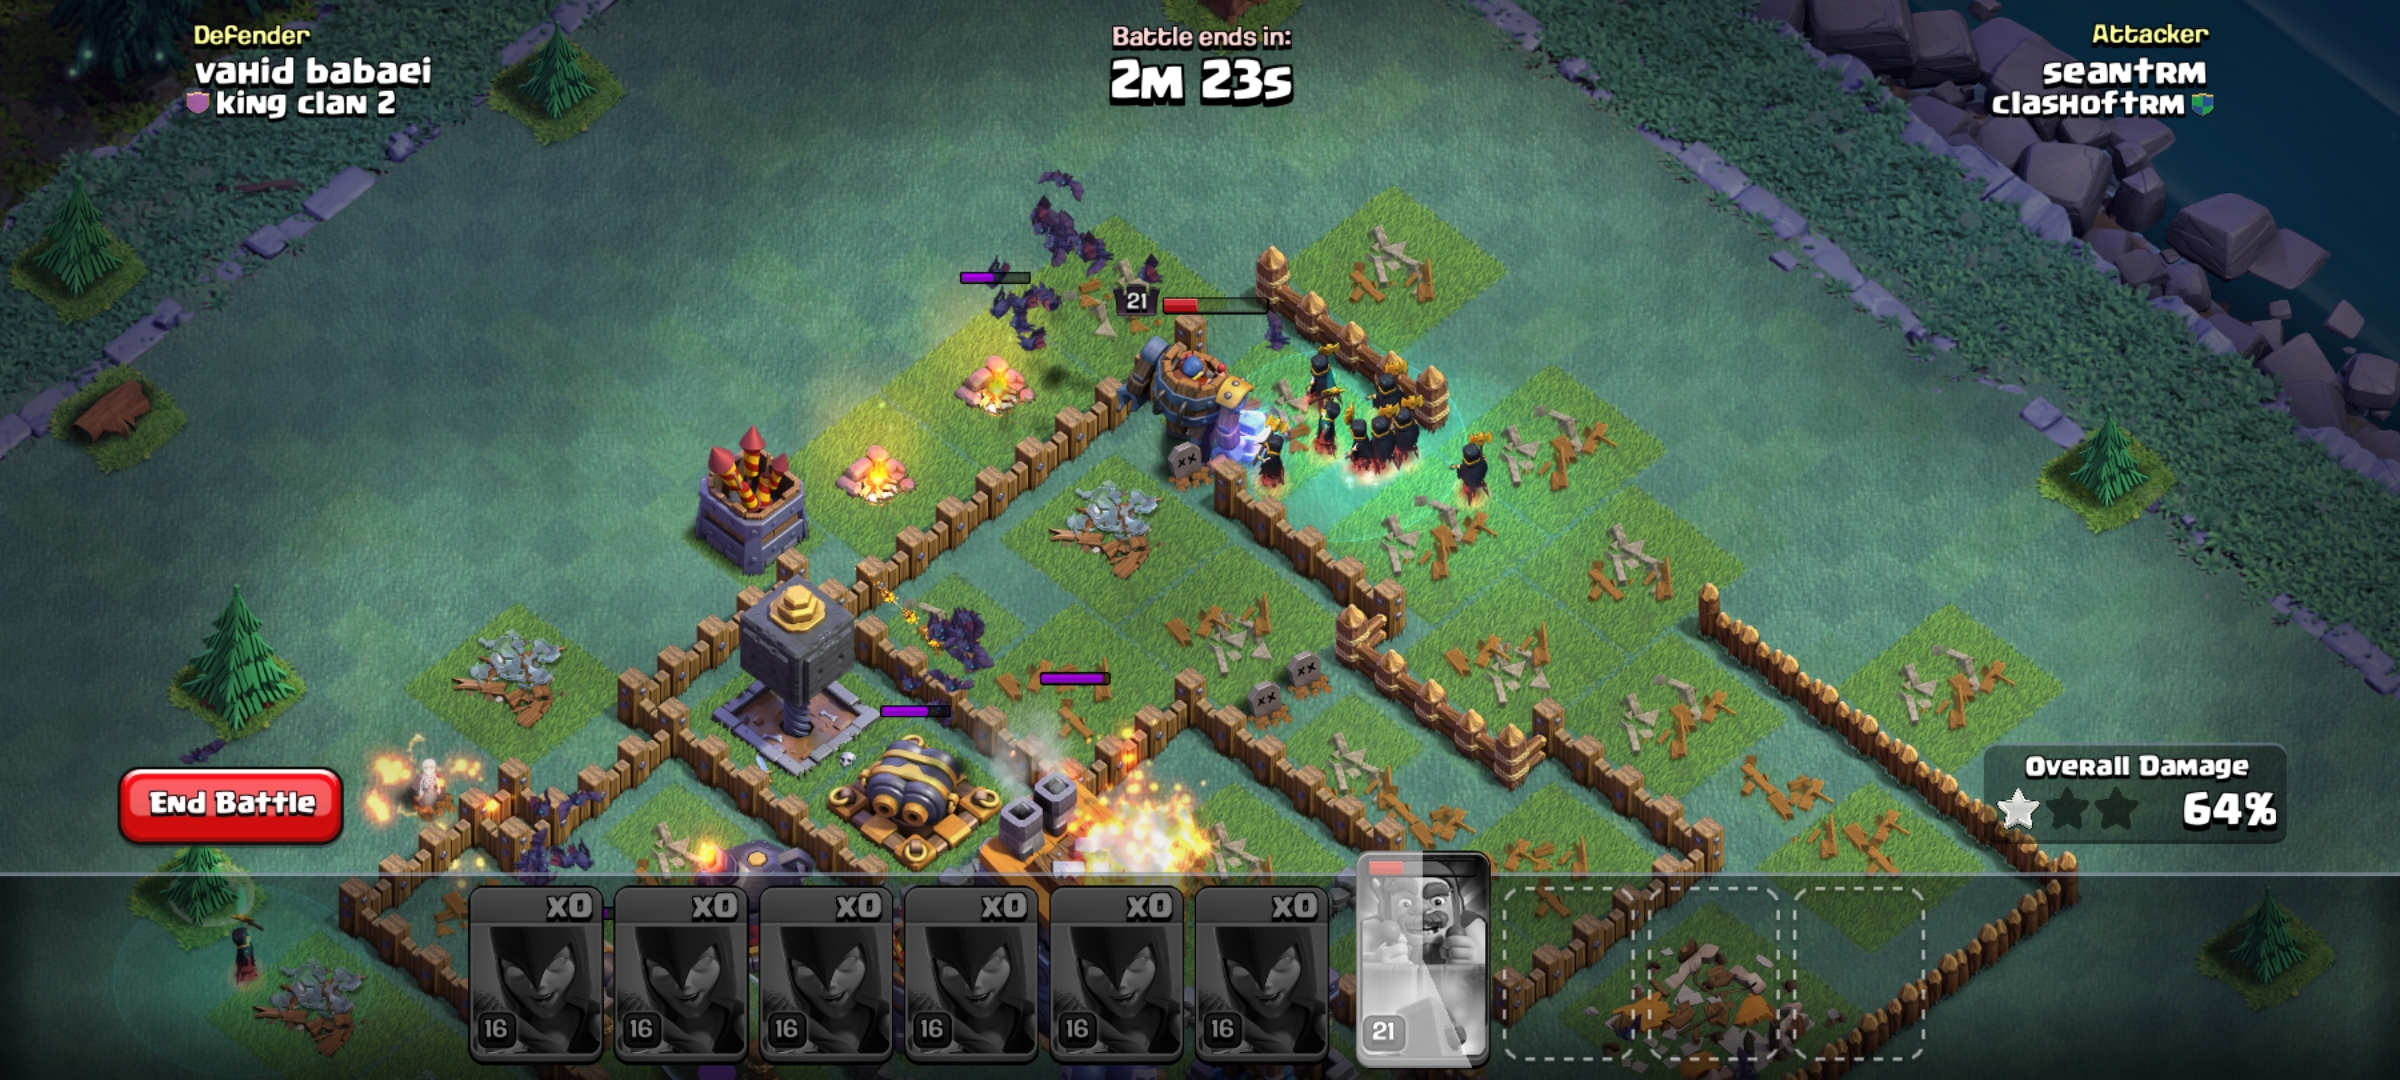 Defender
vahid babaei
king clan 2
Battle ends in:
2M 23s
Attacker
seantrm
clashoftrm
21
End Battle
Overall Damage
64%
x0
x0
x0
x0
x0
x0
16
16
16
16
16
16
21